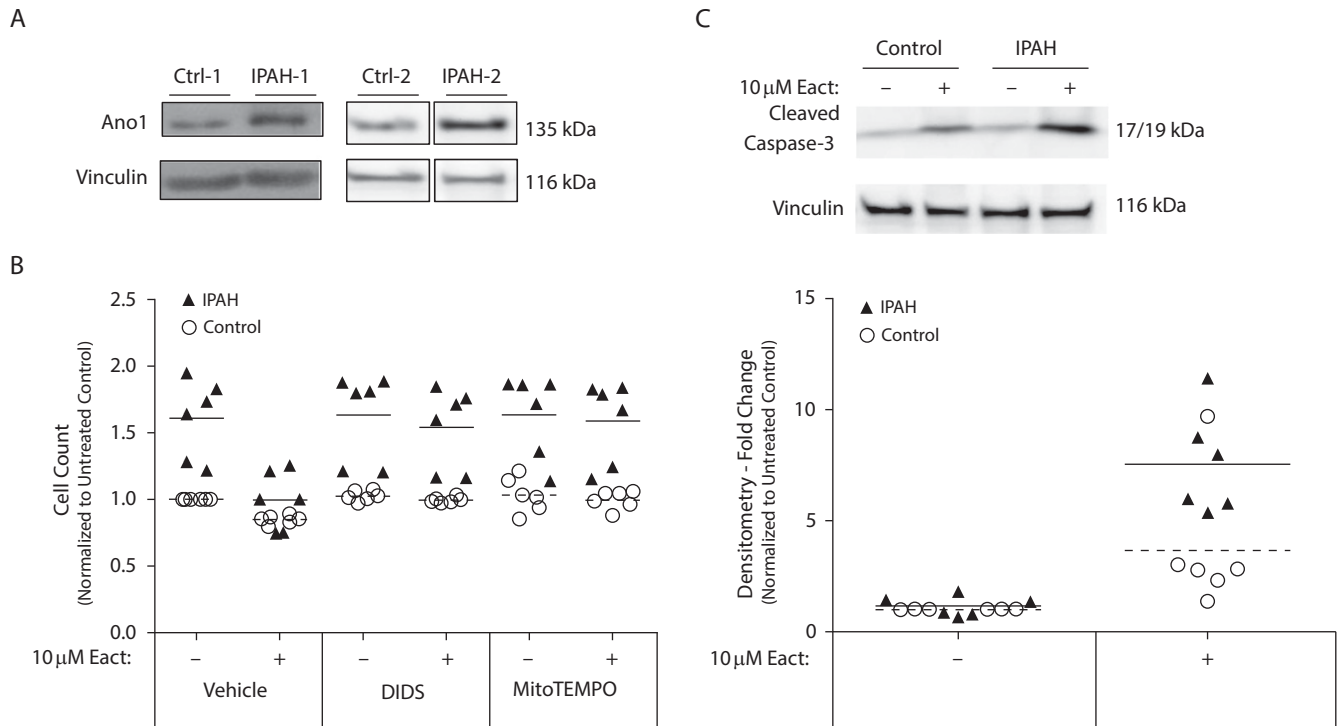 A
Ctrl-1 IPAH-1 Ctrl-2 IPAH-2
Ano1
135 kDa
Vinculin
116 kDa
B
IPAH
Control
Cell Count
(Normalized to Untreated Control)
2.5
2.0
1.5
1.0
0.5
0.0
10 µM Eact: – + – + – +
Vehicle DIDS MitoTEMPO
C
Control IPAH
10 µM Eact: – + – +
Cleaved
Caspase-3
17/19 kDa
Vinculin
116 kDa
IPAH
Control
Densitometry - Fold Change
(Normalized to Untreated Control)
15
10
5
0
10 µM Eact: – +